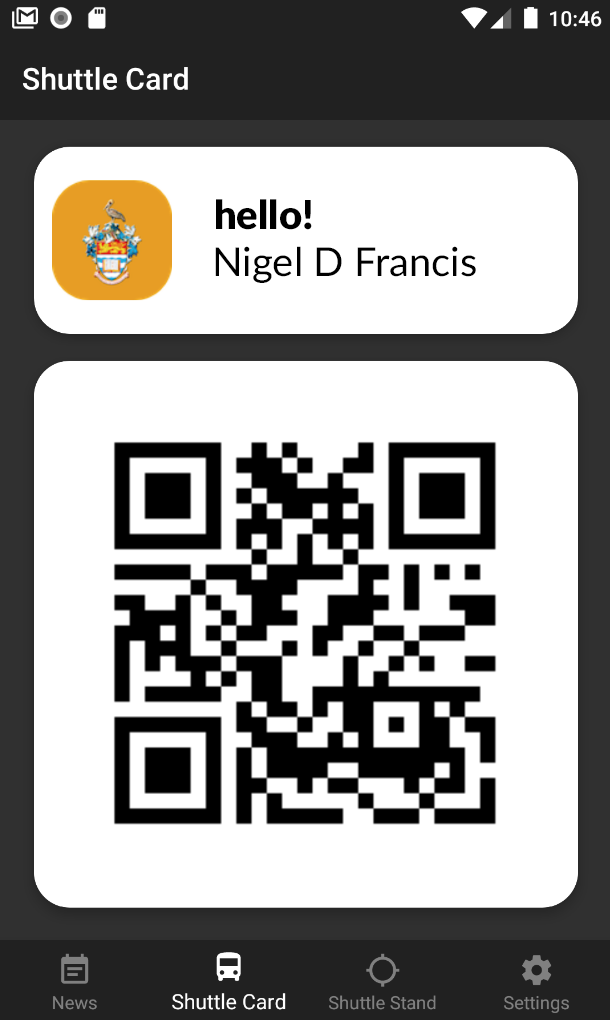 10:46
Shuttle Card
hello!
Nigel D Francis
News
Shuttle Card
Shuttle Stand
Settings